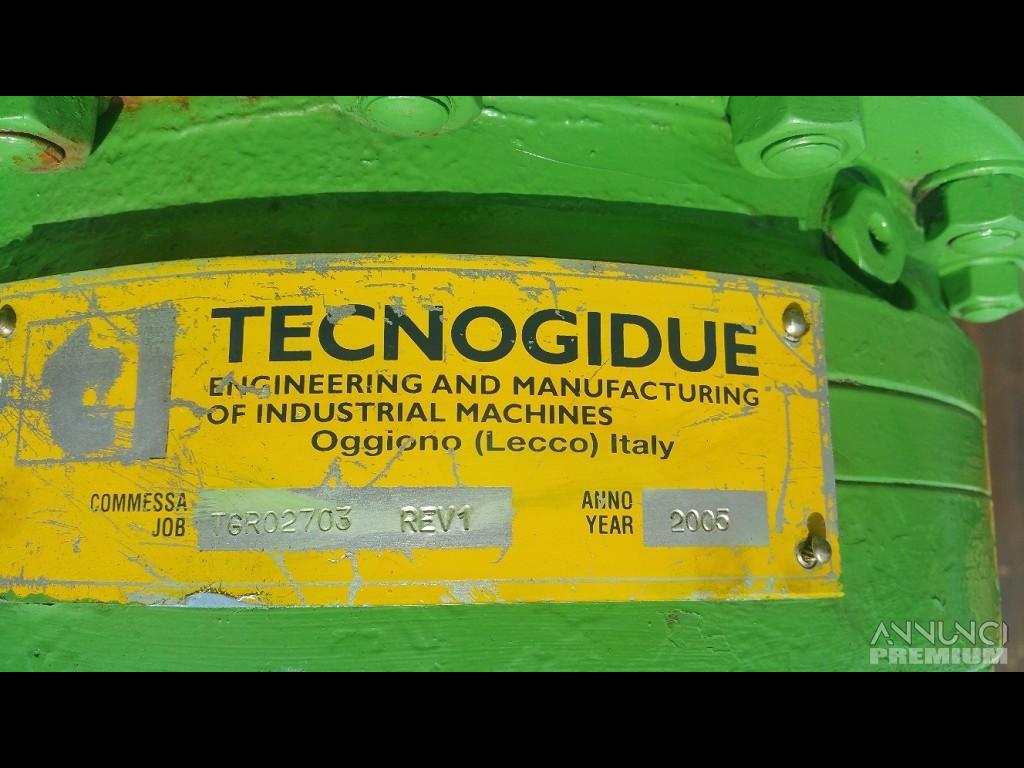 TECNOGIDUE
ENGINEERING AND MANUFACTURING
OF INDUSTRIAL MACHINES
Oggiono (Lecco) Italy
COMMESSA
JOB
TGR02703 REV1
ANNO
YEAR
2005
ANNUNCI
PREMIUM